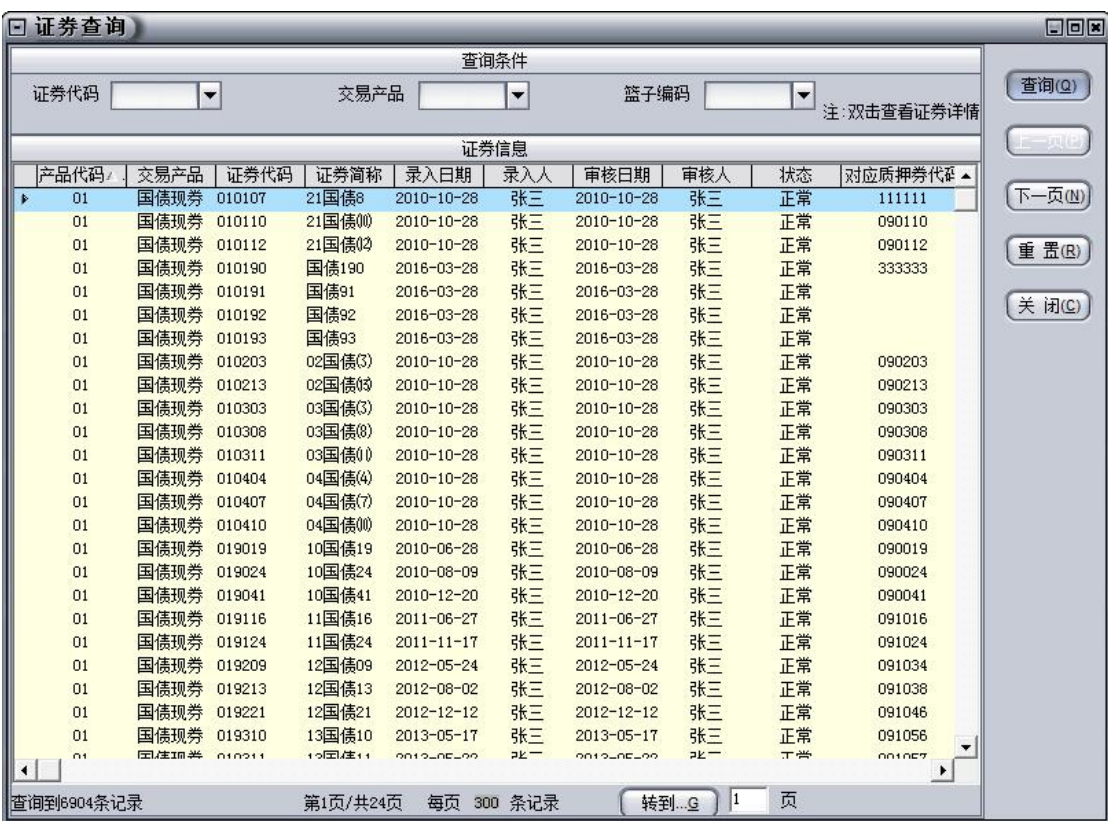 证券查询
查询条件
证券代码 交易产品 篮子编码 注:双击查看证券详情
证券信息
产品代码 交易产品 证券代码 证券简称 录入日期 录入人 审核日期 审核人 状态 对应质押券代码
01 国债现券 010107 21国债8 2010-10-28 张三 2010-10-28 张三 正常 111111
01 国债现券 010110 21国债⑽ 2010-10-28 张三 2010-10-28 张三 正常 090110
01 国债现券 010112 21国债⑿ 2010-10-28 张三 2010-10-28 张三 正常 090112
01 国债现券 010190 国债190 2016-03-28 张三 2016-03-28 张三 正常 333333
01 国债现券 010191 国债91 2016-03-28 张三 2016-03-28 张三 正常
01 国债现券 010192 国债92 2016-03-28 张三 2016-03-28 张三 正常
01 国债现券 010193 国债93 2016-03-28 张三 2016-03-28 张三 正常
01 国债现券 010203 02国债⑶ 2010-10-28 张三 2010-10-28 张三 正常 090203
01 国债现券 010213 02国债⒂ 2010-10-28 张三 2010-10-28 张三 正常 090213
01 国债现券 010303 03国债⑶ 2010-10-28 张三 2010-10-28 张三 正常 090303
01 国债现券 010308 03国债⑻ 2010-10-28 张三 2010-10-28 张三 正常 090308
01 国债现券 010311 03国债⑾ 2010-10-28 张三 2010-10-28 张三 正常 090311
01 国债现券 010404 04国债⑷ 2010-10-28 张三 2010-10-28 张三 正常 090404
01 国债现券 010407 04国债⑺ 2010-10-28 张三 2010-10-28 张三 正常 090407
01 国债现券 010410 04国债⑽ 2010-10-28 张三 2010-10-28 张三 正常 090410
01 国债现券 019019 10国债19 2010-06-28 张三 2010-06-28 张三 正常 090019
01 国债现券 019024 10国债24 2010-08-09 张三 2010-08-09 张三 正常 090024
01 国债现券 019041 10国债41 2010-12-20 张三 2010-12-20 张三 正常 090041
01 国债现券 019116 11国债16 2011-06-27 张三 2011-06-27 张三 正常 091016
01 国债现券 019124 11国债24 2011-11-17 张三 2011-11-17 张三 正常 091024
01 国债现券 019209 12国债09 2012-05-24 张三 2012-05-24 张三 正常 091034
01 国债现券 019213 12国债13 2012-08-02 张三 2012-08-02 张三 正常 091038
01 国债现券 019221 12国债21 2012-12-12 张三 2012-12-12 张三 正常 091046
01 国债现券 019310 13国债10 2013-05-17 张三 2013-05-17 张三 正常 091056
查询到6904条记录 第1页/共24页 每页 300 条记录 转到...G 1 页
查询(Q)
上一页(P)
下一页(N)
重 置(R)
关 闭(C)